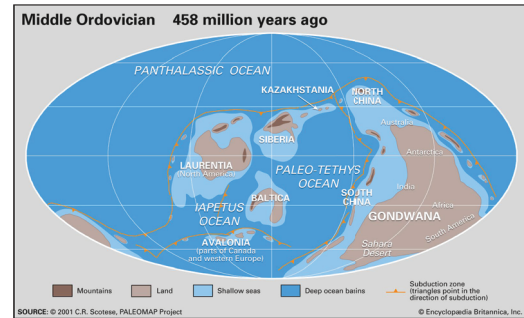 Middle Ordovician 458 million years ago
PANTHALASSIC OCEAN
KAZAKHSTANIA
NORTH
CHINA
Australia
SIBERIA
Antarctica
LAURENTIA
(North America)
PALEO-TETHYS
OCEAN
India
BALTICA
SOUTH
CHINA
Africa
IAPETUS
OCEAN
GONDWANA
South America
AVALONIA
(parts of Canada
and western Europe)
Sahara
Desert
Mountains
Land
Shallow seas
Deep ocean basins
Subduction zone
(triangles point in the
direction of subduction)
SOURCE: © 2001 C.R. Scotese, PALEOMAP Project
© Encyclopædia Britannica, Inc.